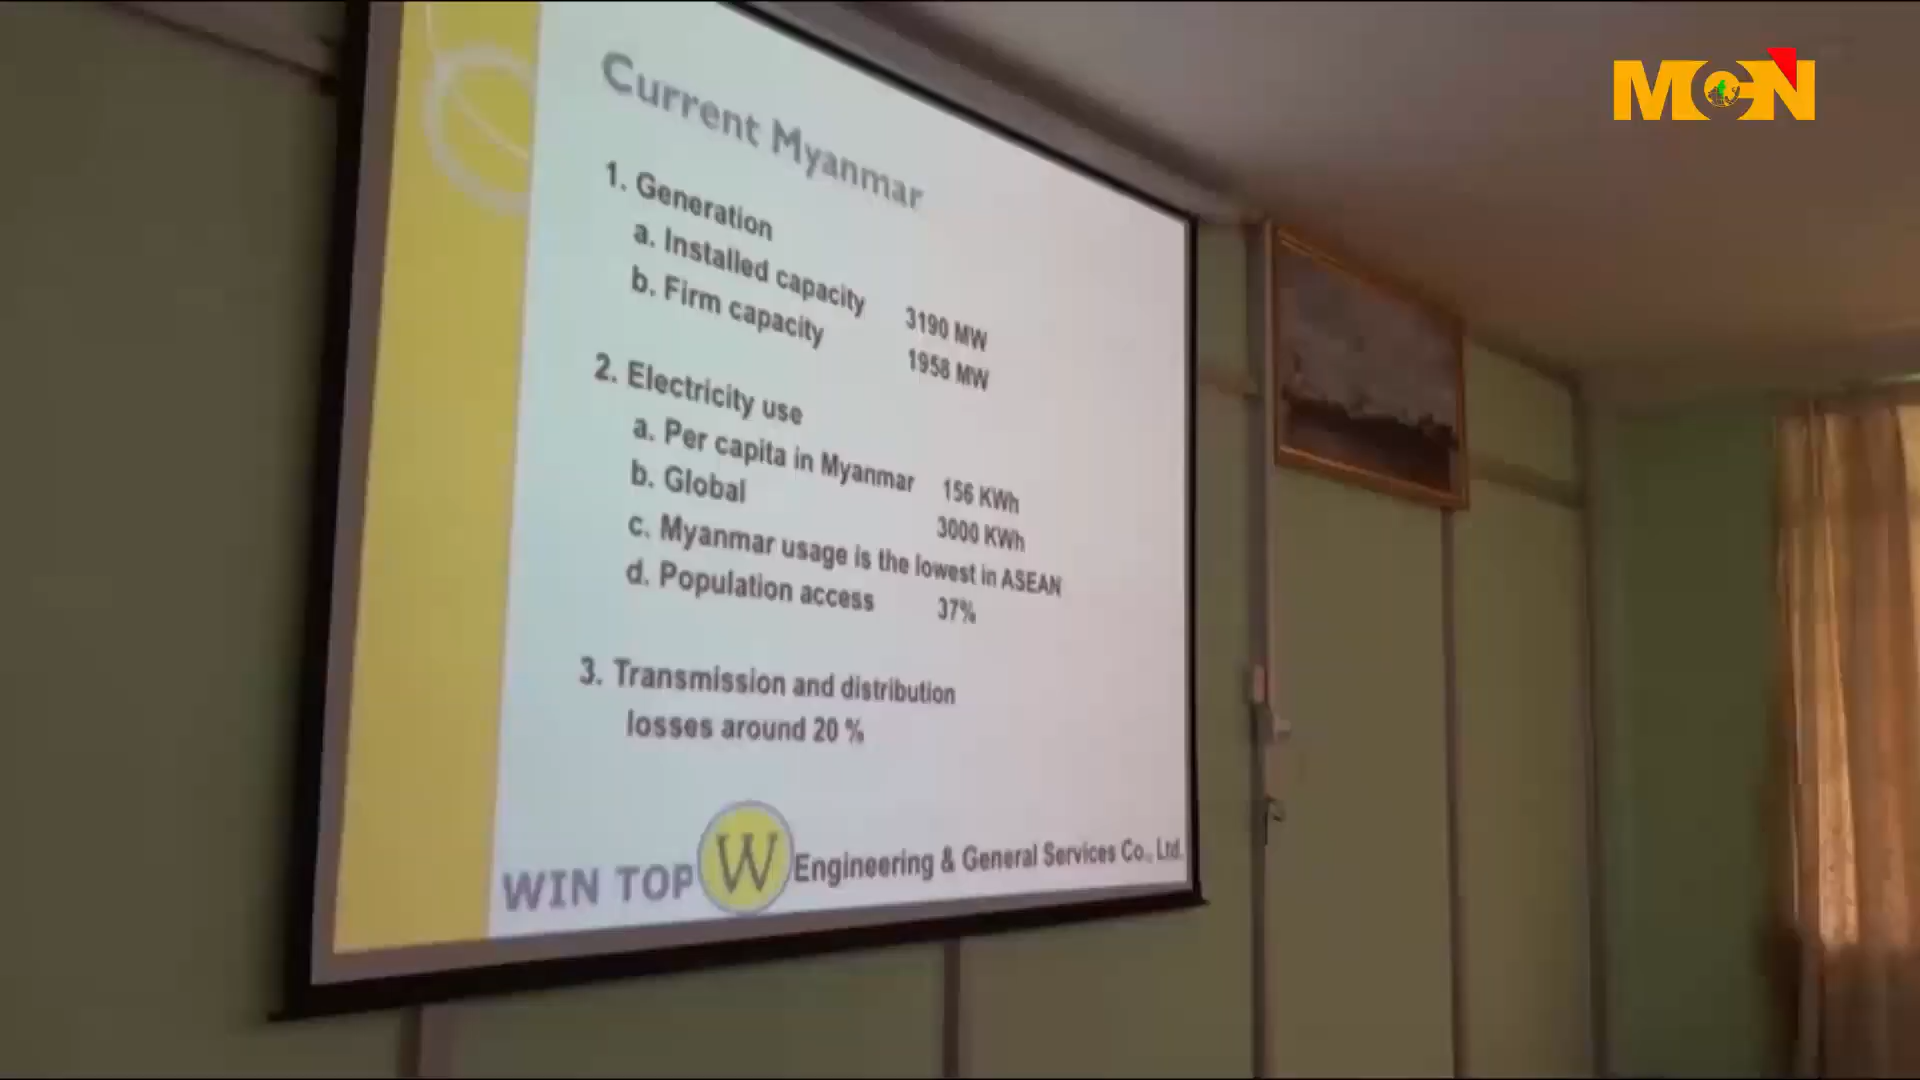 MCN
Current Myanmar
1. Generation
a. Installed capacity 3190 MW
b. Firm capacity 1958 MW
2. Electricity use
a. Per capita in Myanmar 156 KWh
b. Global 3000 KWh
c. Myanmar usage is the lowest in ASEAN
d. Population access 37%
3. Transmission and distribution
losses around 20 %
WIN TOP W Engineering & General Services Co., Ltd.